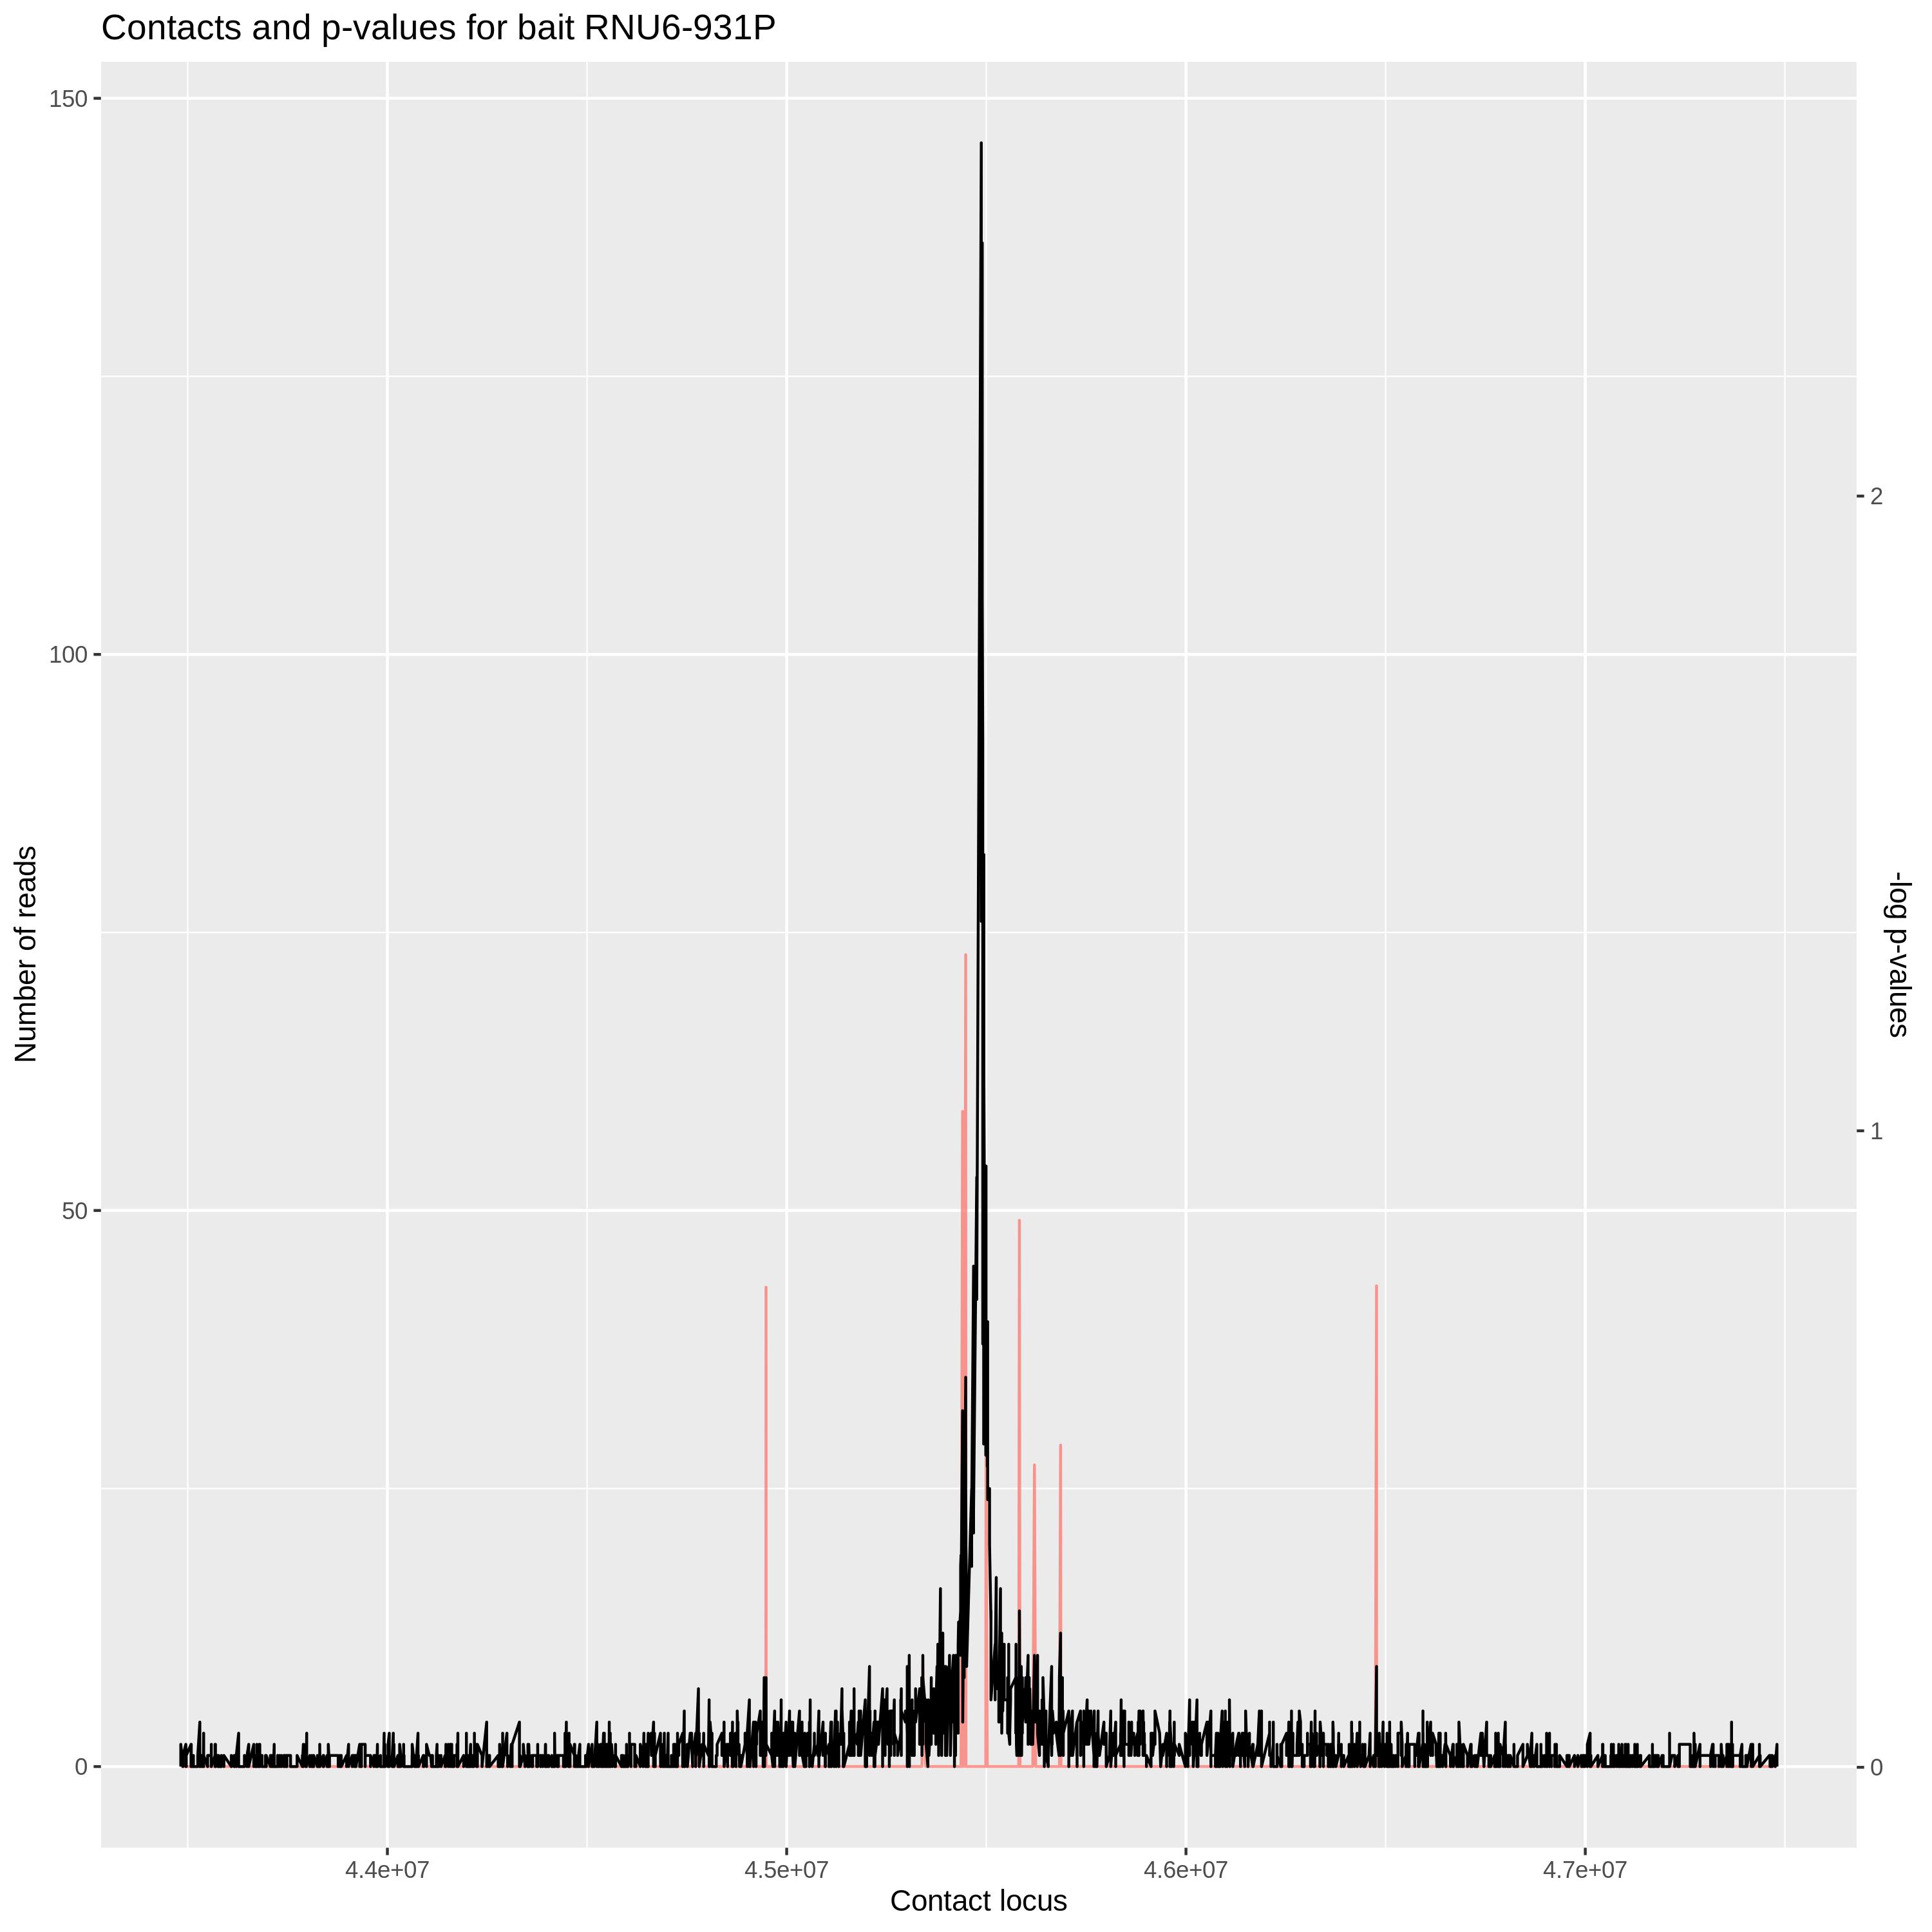 Contacts and p-values for bait RNU6-931P
150
100
50
0
Number of reads
2
1
0
-log p-values
4.4e+07
4.5e+07
4.6e+07
4.7e+07
Contact locus